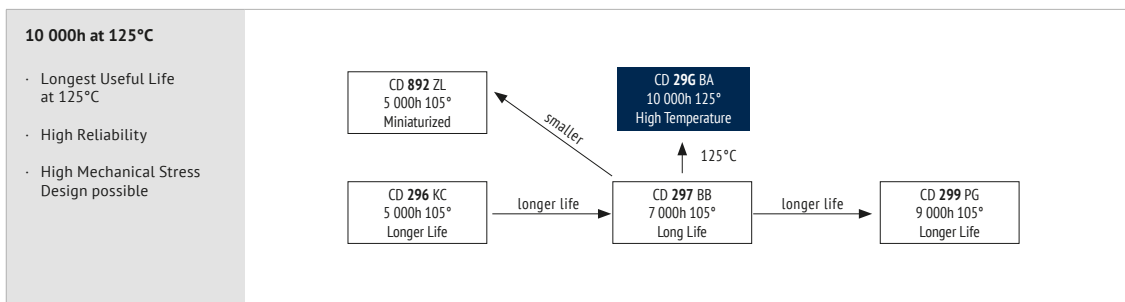 10 000h at 125°C
· Longest Useful Life
at 125°C
· High Reliability
· High Mechanical Stress
Design possible
CD 892 ZL
5 000h 105°
Miniaturized
CD 29G BA
10 000h 125°
High Temperature
smaller
125°C
CD 296 KC
5 000h 105°
Longer Life
longer life
CD 297 BB
7 000h 105°
Long Life
longer life
CD 299 PG
9 000h 105°
Longer Life